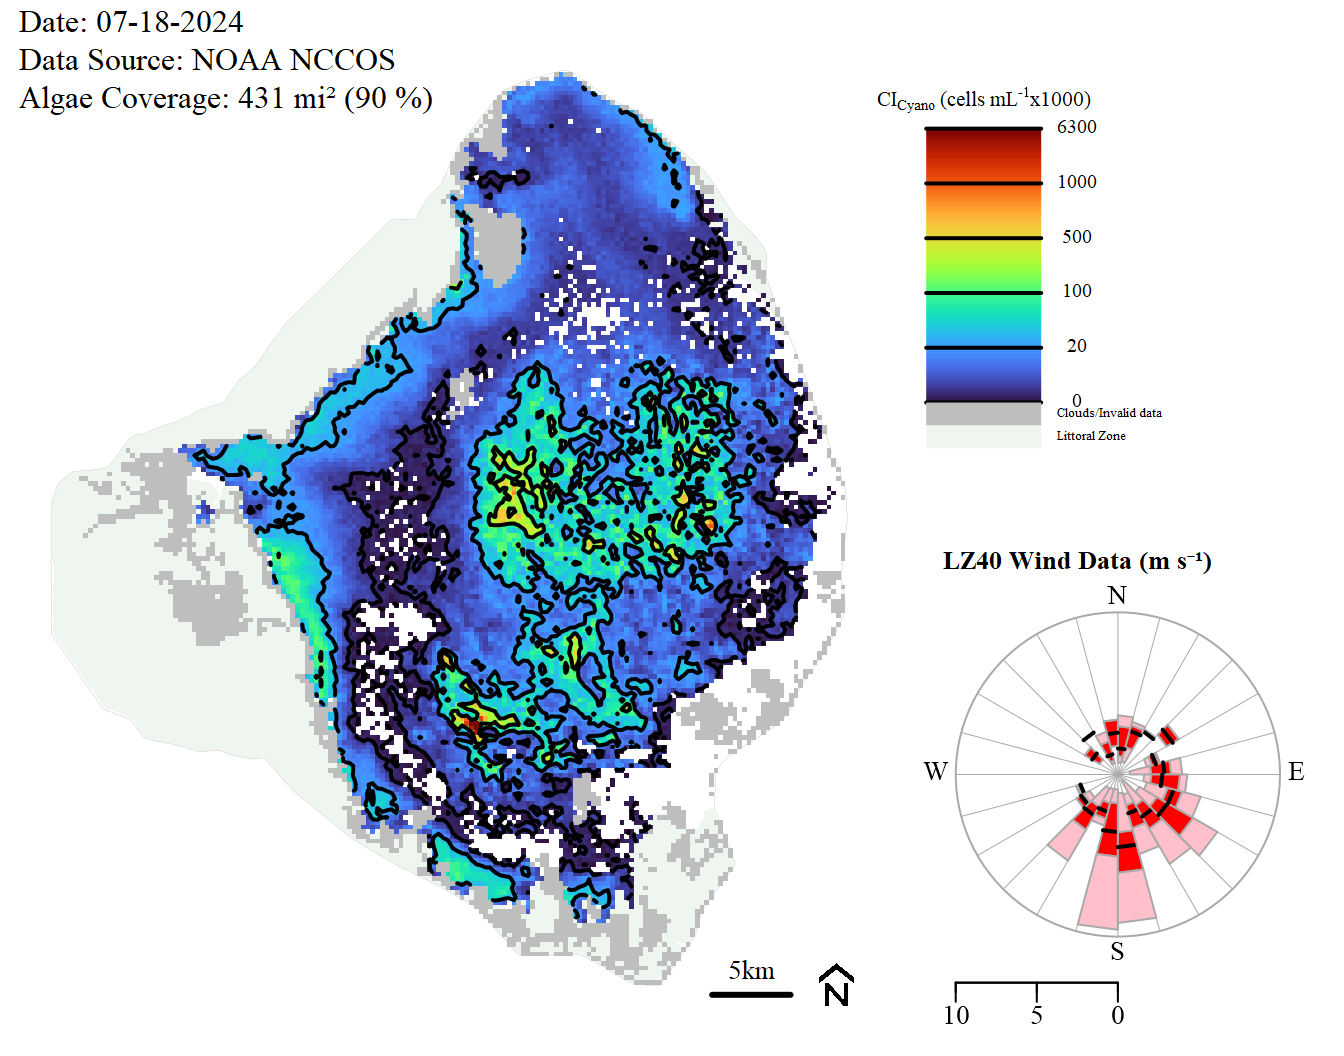 Date: 07-18-2024
Data Source: NOAA NCCOS
Algae Coverage: 431 mi² (90 %)
CICyano (cells mL⁻¹x1000)
6300
1000
500
100
20
0
Clouds/Invalid data
Littoral Zone
LZ40 Wind Data (m s⁻¹)
N
W
E
S
5km
N
10 5 0